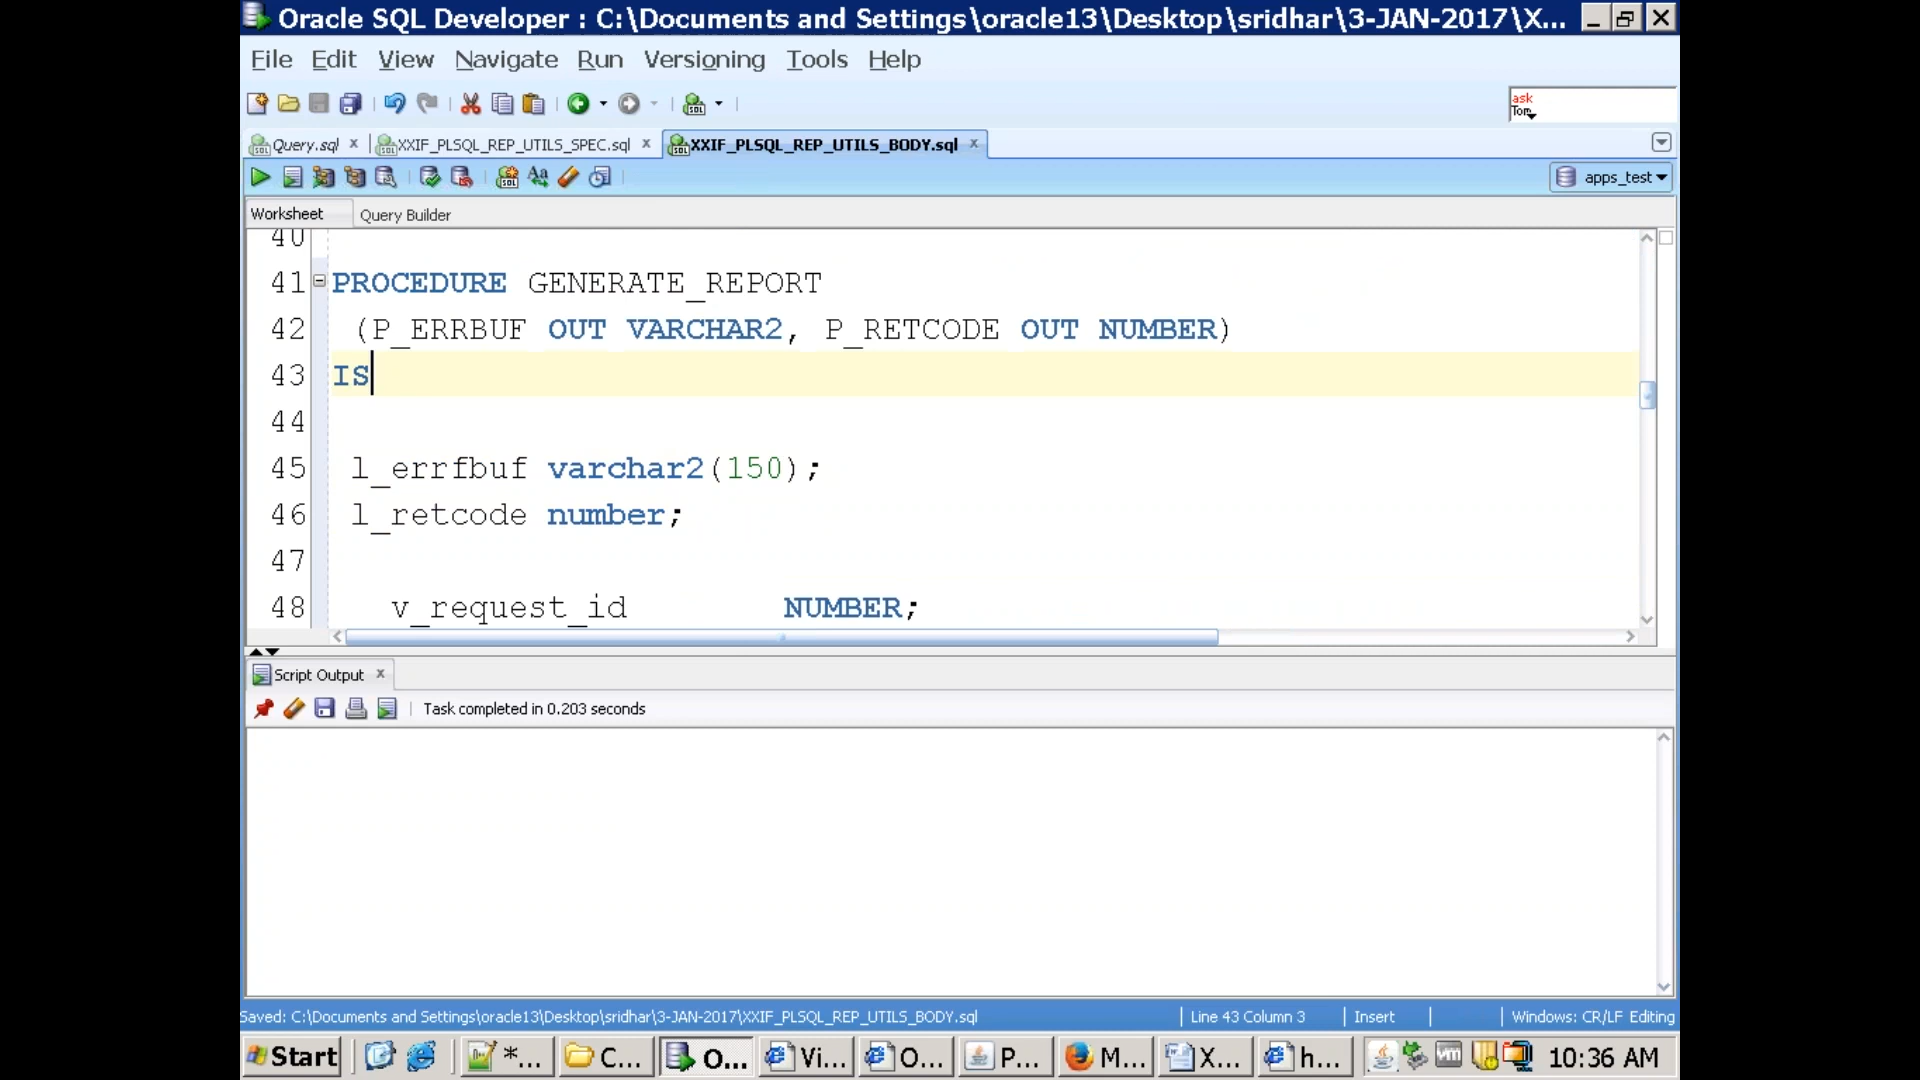 Oracle SQL Developer : C:\Documents and Settings\oracle13\Desktop\sridhar\3-JAN-2017\X...
File Edit View Navigate Run Versioning Tools Help
ask
Tom
Query.sql XXIF_PLSQL_REP_UTILS_SPEC.sql XXIF_PLSQL_REP_UTILS_BODY.sql
apps_test
Worksheet Query Builder
40
41 PROCEDURE GENERATE_REPORT
42 (P_ERRBUF OUT VARCHAR2, P_RETCODE OUT NUMBER)
43 IS
44
45 l_errfbuf varchar2(150);
46 l_retcode number;
47
48 v_request_id NUMBER;
Script Output
Task completed in 0.203 seconds
Saved: C:\Documents and Settings\oracle13\Desktop\sridhar\3-JAN-2017\XXIF_PLSQL_REP_UTILS_BODY.sql Line 43 Column 3 Insert Windows: CR/LF Editing
Start *... C... O... Vi... O... P... M... X... h... 10:36 AM